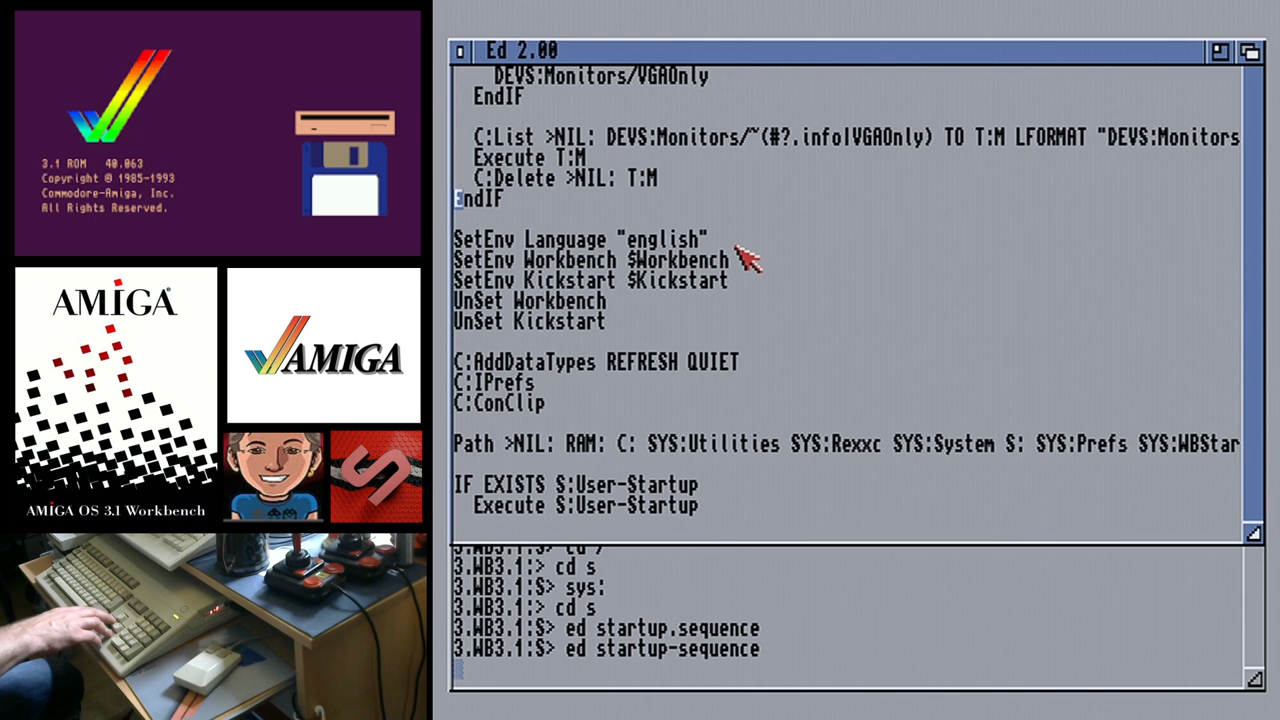 3.1 ROM 40.063
Copyright © 1985-1993
Commodore-Amiga, Inc.
All Rights Reserved.
AMIGA®
AMIGA OS 3.1 Workbench
AMIGA
Ed 2.00
DEVS:Monitors/VGAOnly
EndIF
C:List >NIL: DEVS:Monitors/~(#?.info|VGAOnly) TO T:M LFORMAT "DEVS:Monitors
Execute T:M
C:Delete >NIL: T:M
EndIF
SetEnv Language "english"
SetEnv Workbench $Workbench
SetEnv Kickstart $Kickstart
UnSet Workbench
UnSet Kickstart
C:AddDataTypes REFRESH QUIET
C:IPrefs
C:ConClip
Path >NIL: RAM: C: SYS:Utilities SYS:Rexxc SYS:System S: SYS:Prefs SYS:WBStar
IF EXISTS S:User-Startup
Execute S:User-Startup
3.WB3.1:S> cd /
3.WB3.1:> cd s
3.WB3.1:S> sys:
3.WB3.1:> cd s
3.WB3.1:S> ed startup.sequence
3.WB3.1:S> ed startup-sequence